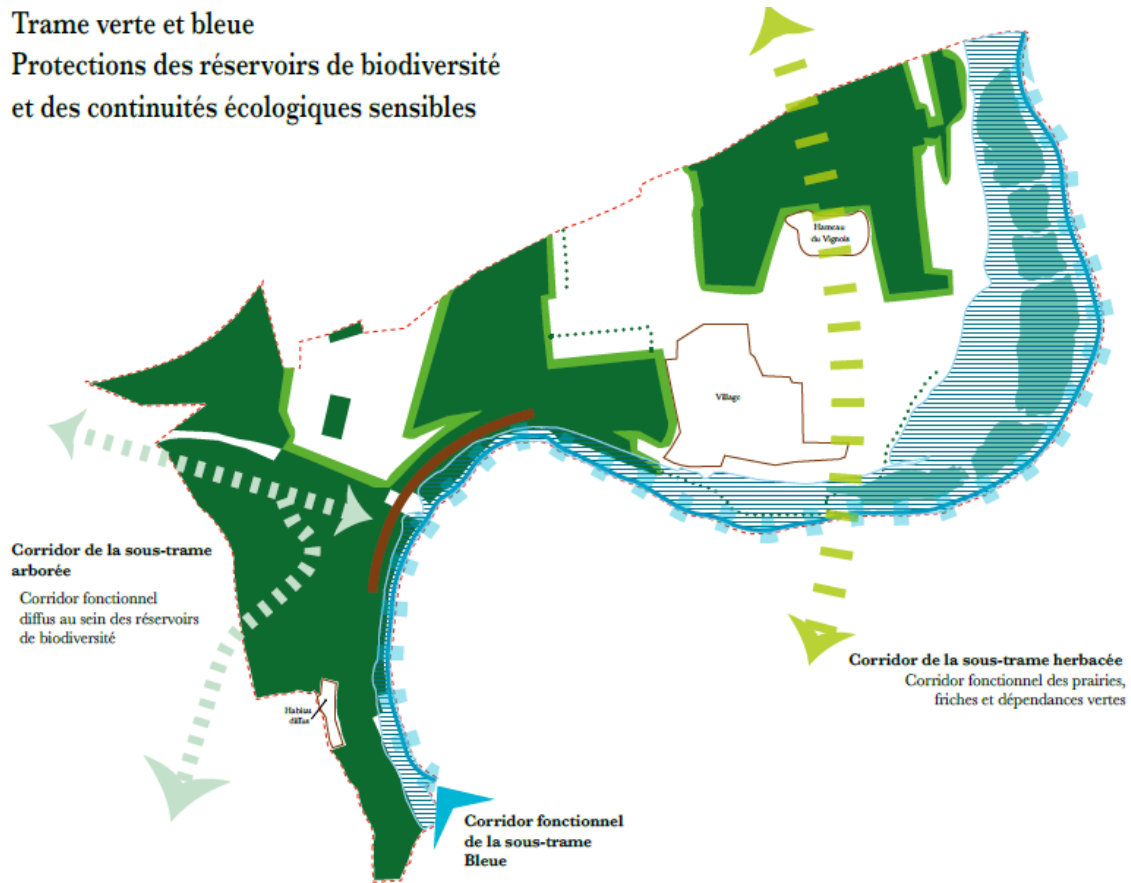 Trame verte et bleue
Protections des réservoirs de biodiversité
et des continuités écologiques sensibles
Hameau
du Vignois
Village
Corridor de la sous-trame
arborée
Corridor fonctionnel
diffus au sein des réservoirs
de biodiversité
Corridor de la sous-trame herbacée
Corridor fonctionnel des prairies,
friches et dépendances vertes
Habitat
diffus
Corridor fonctionnel
de la sous-trame
Bleue